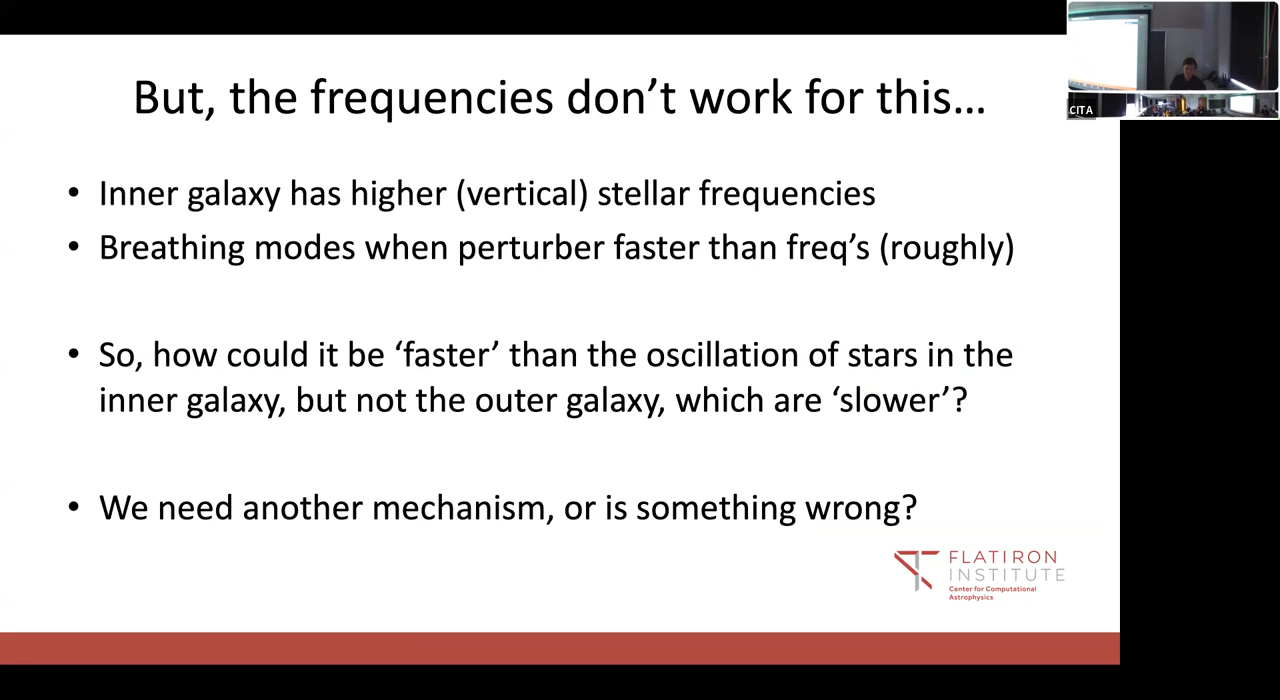 But, the frequencies don’t work for this…
• Inner galaxy has higher (vertical) stellar frequencies
• Breathing modes when perturber faster than freq’s (roughly)
• So, how could it be ‘faster’ than the oscillation of stars in the
inner galaxy, but not the outer galaxy, which are ‘slower’?
• We need another mechanism, or is something wrong?
FLATIRON
INSTITUTE
Center for Computational
Astrophysics
CITA